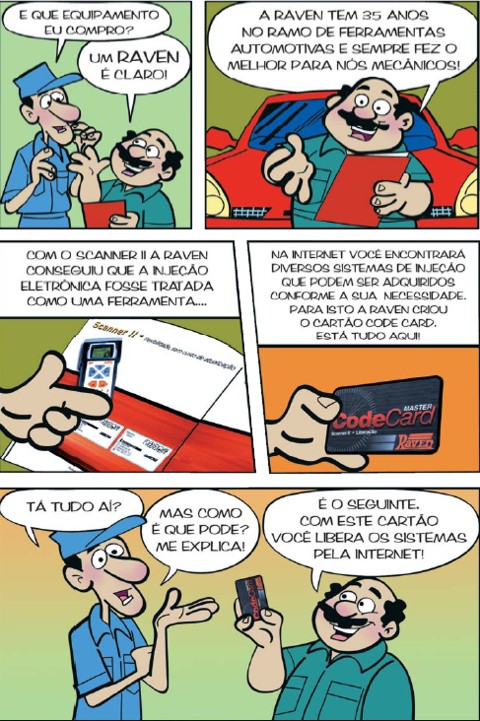 E QUE EQUIPAMENTO
EU COMPRO?
UM RAVEN
É CLARO!
A RAVEN TEM 35 ANOS
NO RAMO DE FERRAMENTAS
AUTOMOTIVAS E SEMPRE FEZ O
MELHOR PARA NÓS MECÂNICOS!
COM O SCANNER II A RAVEN
CONSEGUIU QUE A INJEÇÃO
ELETRÔNICA FOSSE TRATADA
COMO UMA FERRAMENTA....
Scanner II -
NA INTERNET VOCÊ ENCONTRARÁ
DIVERSOS SISTEMAS DE INJEÇÃO
QUE PODEM SER ADQUIRIDOS
CONFORME A SUA NECESSIDADE.
PARA ISTO A RAVEN CRIOU
O CARTÃO CODE CARD.
ESTÁ TUDO AQUI!
MASTER
CodeCard
Scanner II • Liberação
Raven
TÁ TUDO AÍ?
MAS COMO
É QUE PODE?
ME EXPLICA!
É O SEGUINTE.
COM ESTE CARTÃO
VOCÊ LIBERA OS SISTEMAS
PELA INTERNET!
CodeCard